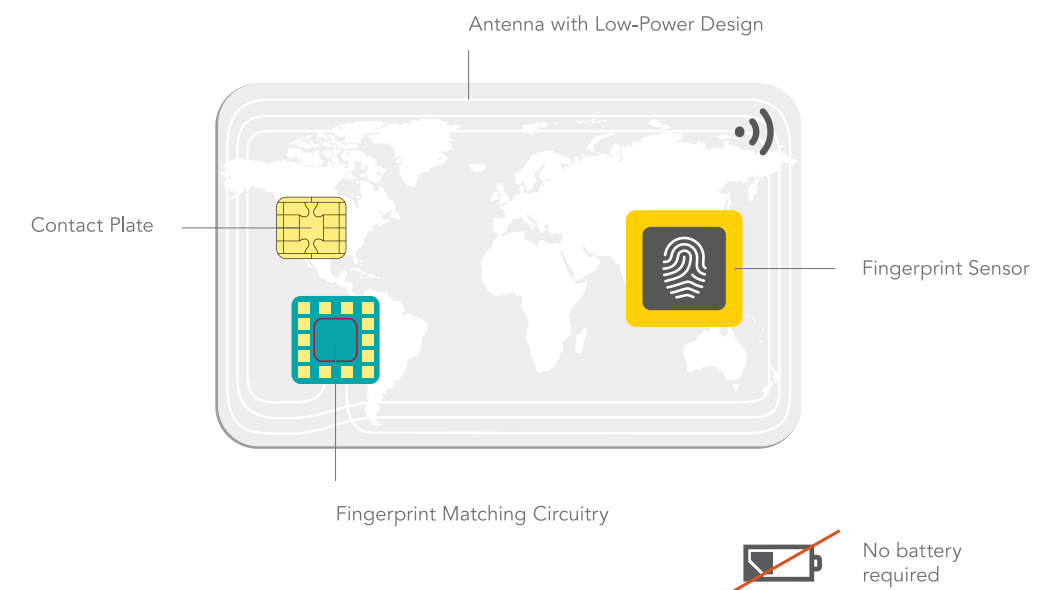 Antenna with Low-Power Design
Contact Plate
Fingerprint Sensor
Fingerprint Matching Circuitry
No battery
required